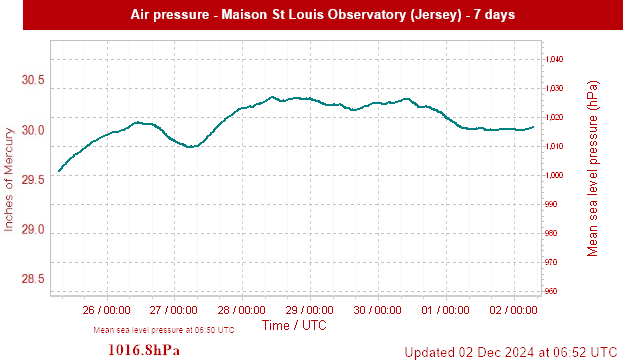 Air pressure - Maison St Louis Observatory (Jersey) - 7 days
Inches of Mercury
30.5
30.0
29.5
29.0
28.5
1,040
1,030
1,020
1,010
1,000
990
980
970
960
Mean sea level pressure (hPa)
26 / 00:00 27 / 00:00 28 / 00:00 29 / 00:00 30 / 00:00 01 / 00:00 02 / 00:00
Time / UTC
Mean sea level pressure at 06:50 UTC
1016.8hPa
Updated 02 Dec 2024 at 06:52 UTC